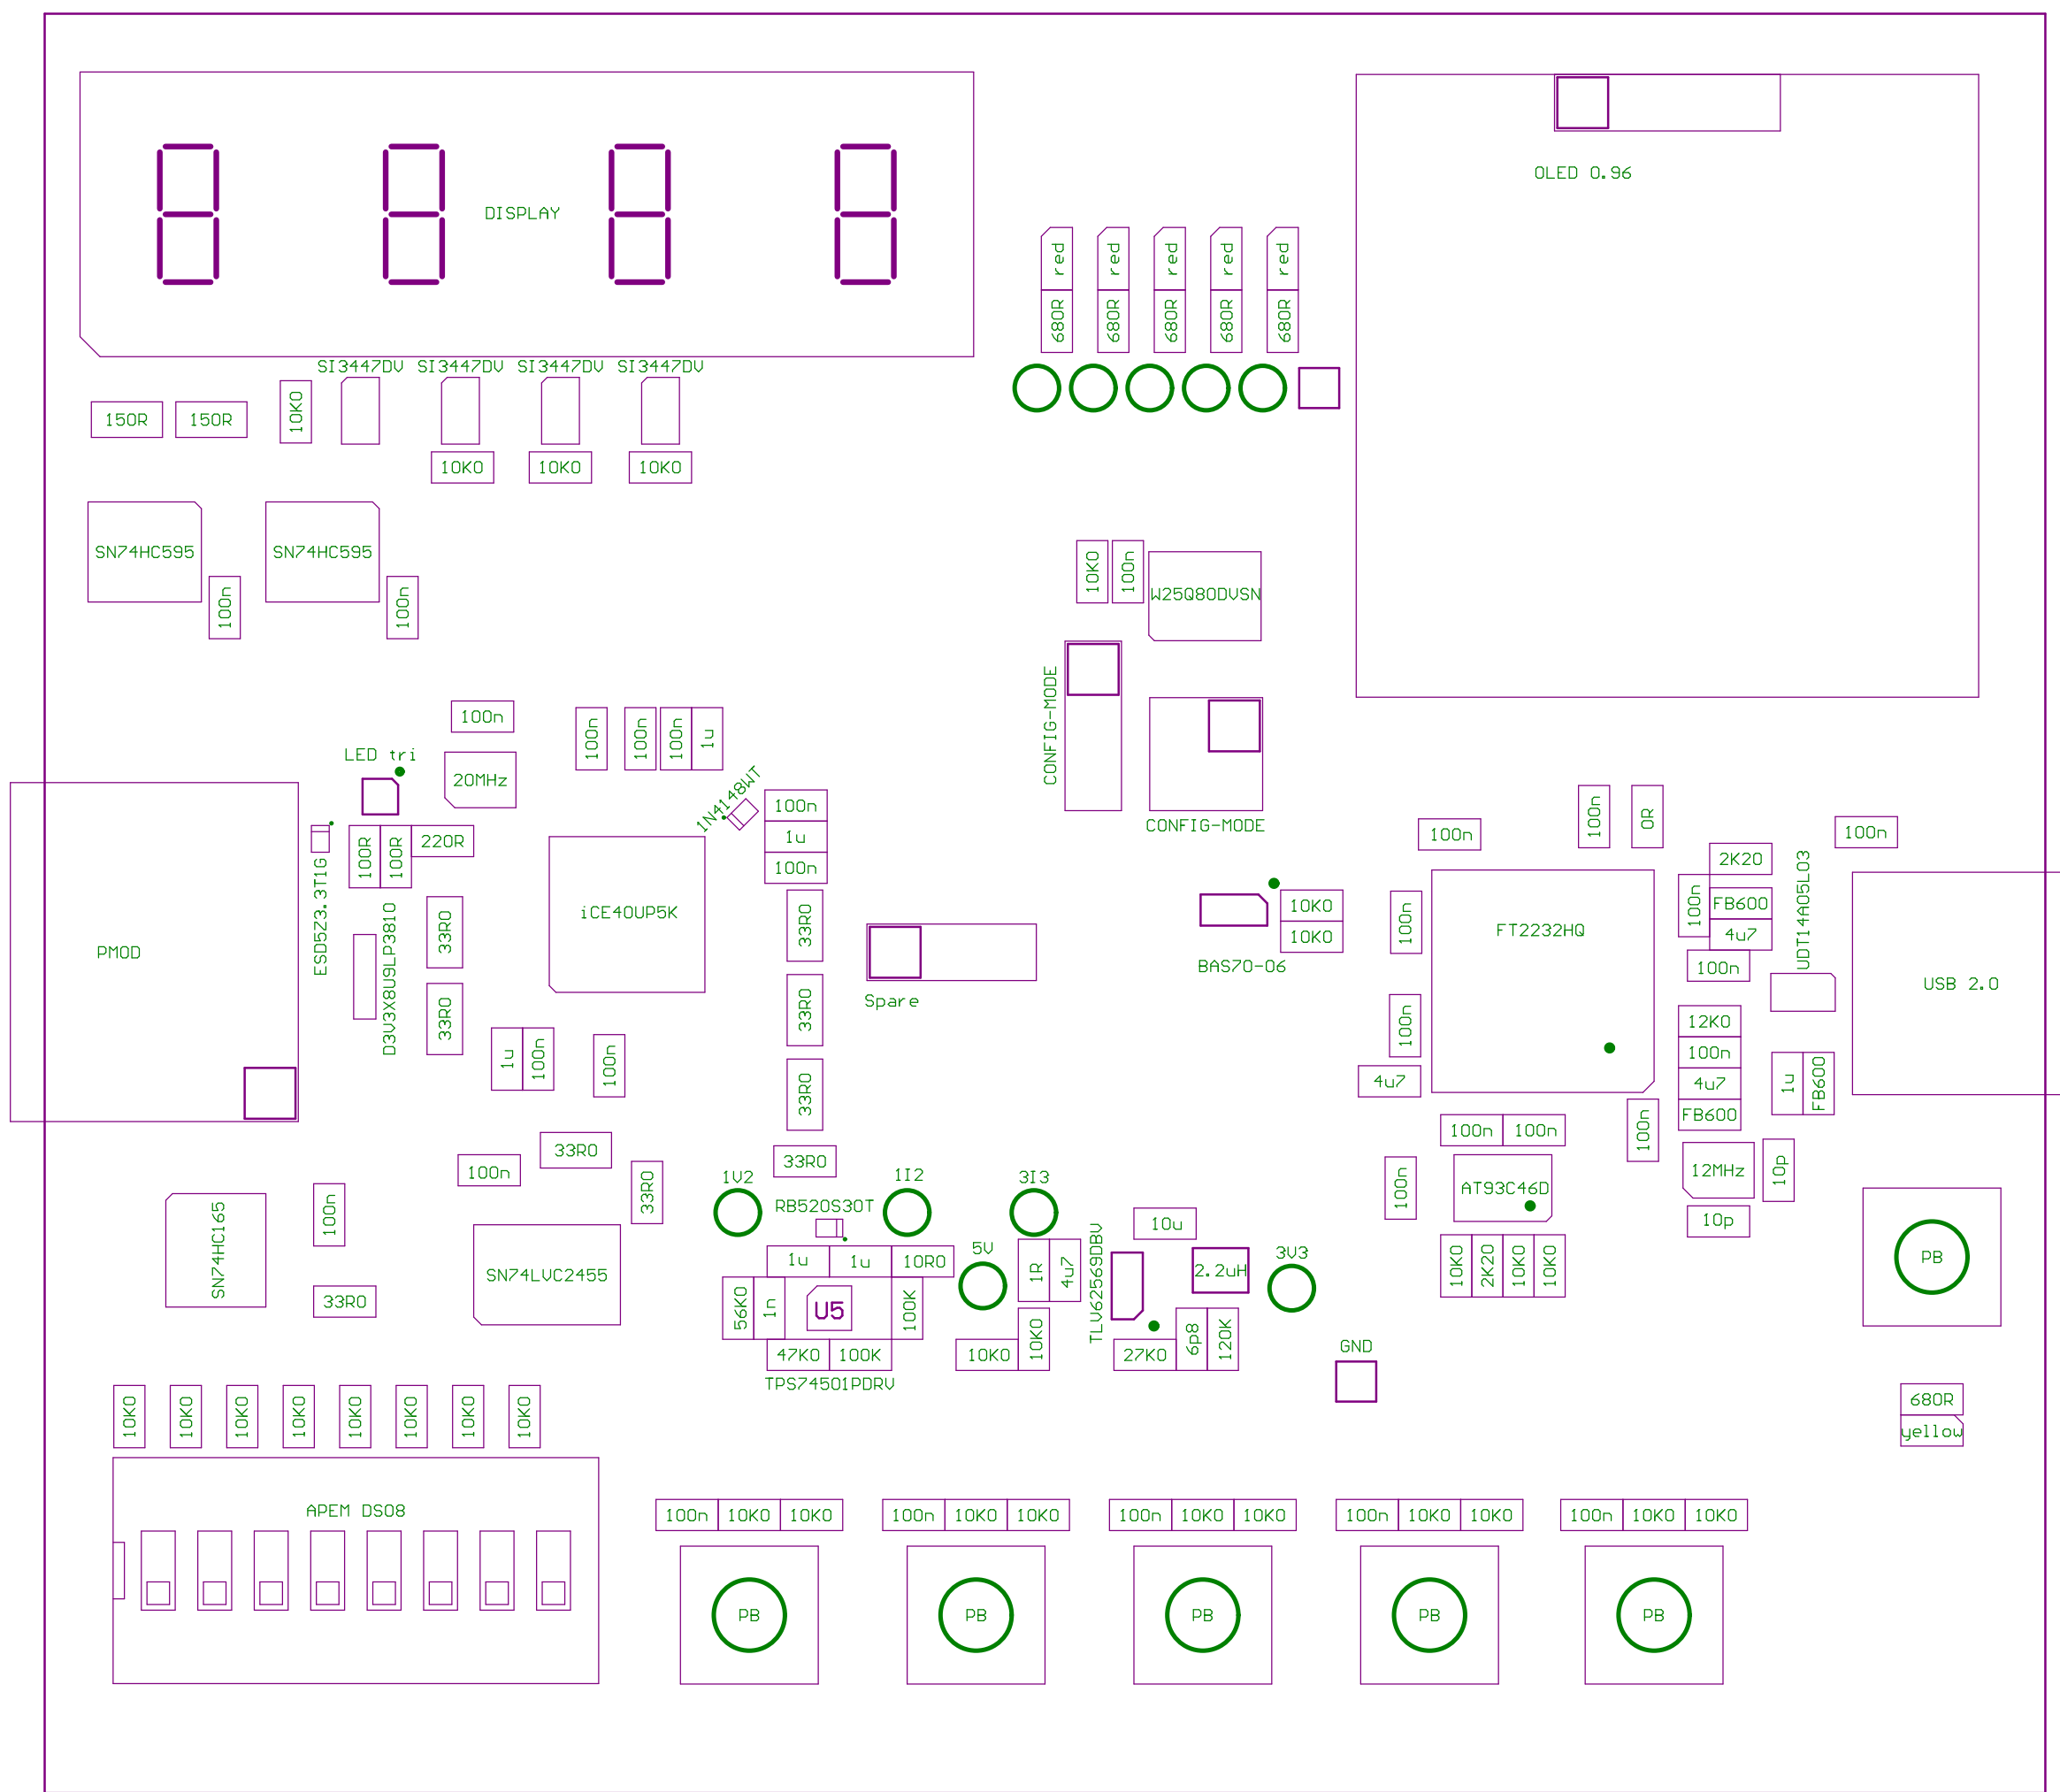 OLED 0.96
DISPLAY
red red red red red
680R 680R 680R 680R 680R
SI3447DV SI3447DV SI3447DV SI3447DV
150R 150R 10K0
10K0 10K0 10K0
SN74HC595 SN74HC595
100n 100n
10K0 100n W25Q80DVSN
CONFIG-MODE
CONFIG-MODE
100n 100n 100n 100n 1u
LED tri
20MHz
1N4148WT
100n
1u
100n
100R 100R 220R
ESD5Z3.3T1G
D3V3X8U9LP3810
33R0
33R0
PMOD
iCE40UP5K
33R0
33R0
33R0
Spare
BAS70-06
10K0
10K0
100n 100n 0R 100n
2K20
100n FB600
4u7
100n
UDT14A05L03
FT2232HQ
USB 2.0
100n
100n
4u7
12K0
100n
4u7
FB600
1u FB600
100n 100n 100n
1u 100n 100n
33R0
100n 33R0
33R0
12MHz 10p
10p
100n AT93C46D
10K0 2K20 10K0 10K0
1V2 1I2 3I3
RB520S30T
SN74HC165
100n
33R0
SN74LVC2455
1u 1u 10R0
56K0 1n U5 100K
47K0 100K
TPS74501PDRV
5V
1R 4u7
10K0 10K0
TLV62569DBV
10u
2.2uH
3V3
27K0 6p8 120K
PB
GND
680R
yellow
10K0 10K0 10K0 10K0 10K0 10K0 10K0 10K0
APEM DS08
100n 10K0 10K0 100n 10K0 10K0 100n 10K0 10K0 100n 10K0 10K0 100n 10K0 10K0
PB PB PB PB PB